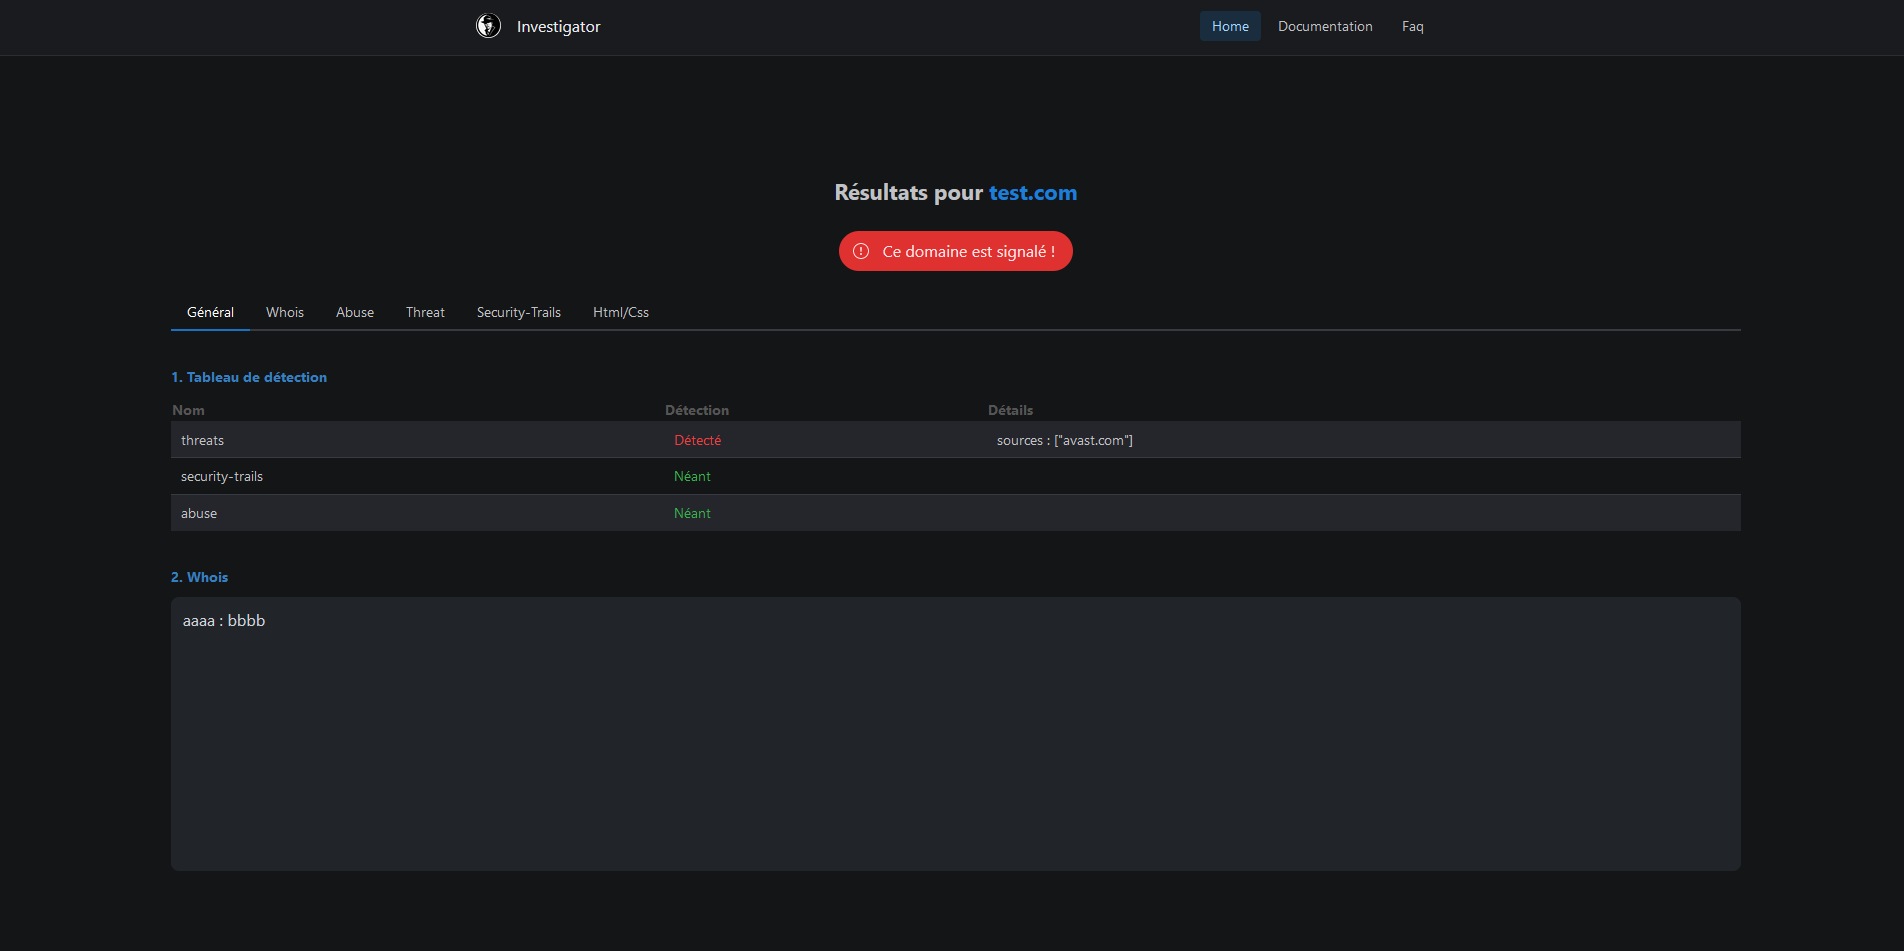 Investigator Home Documentation Faq
Résultats pour test.com
Ce domaine est signalé !
Général Whois Abuse Threat Security-Trails Html/Css
1. Tableau de détection
Nom Détection Détails
threats Détecté sources : ["avast.com"]
security-trails Néant
abuse Néant
2. Whois
aaaa : bbbb